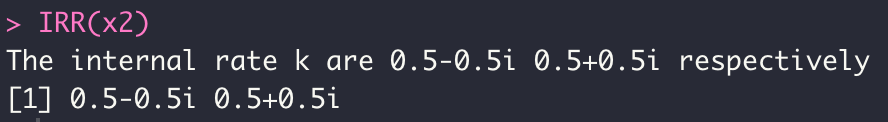 > IRR(x2)
The internal rate k are 0.5-0.5i 0.5+0.5i respectively
[1] 0.5-0.5i 0.5+0.5i